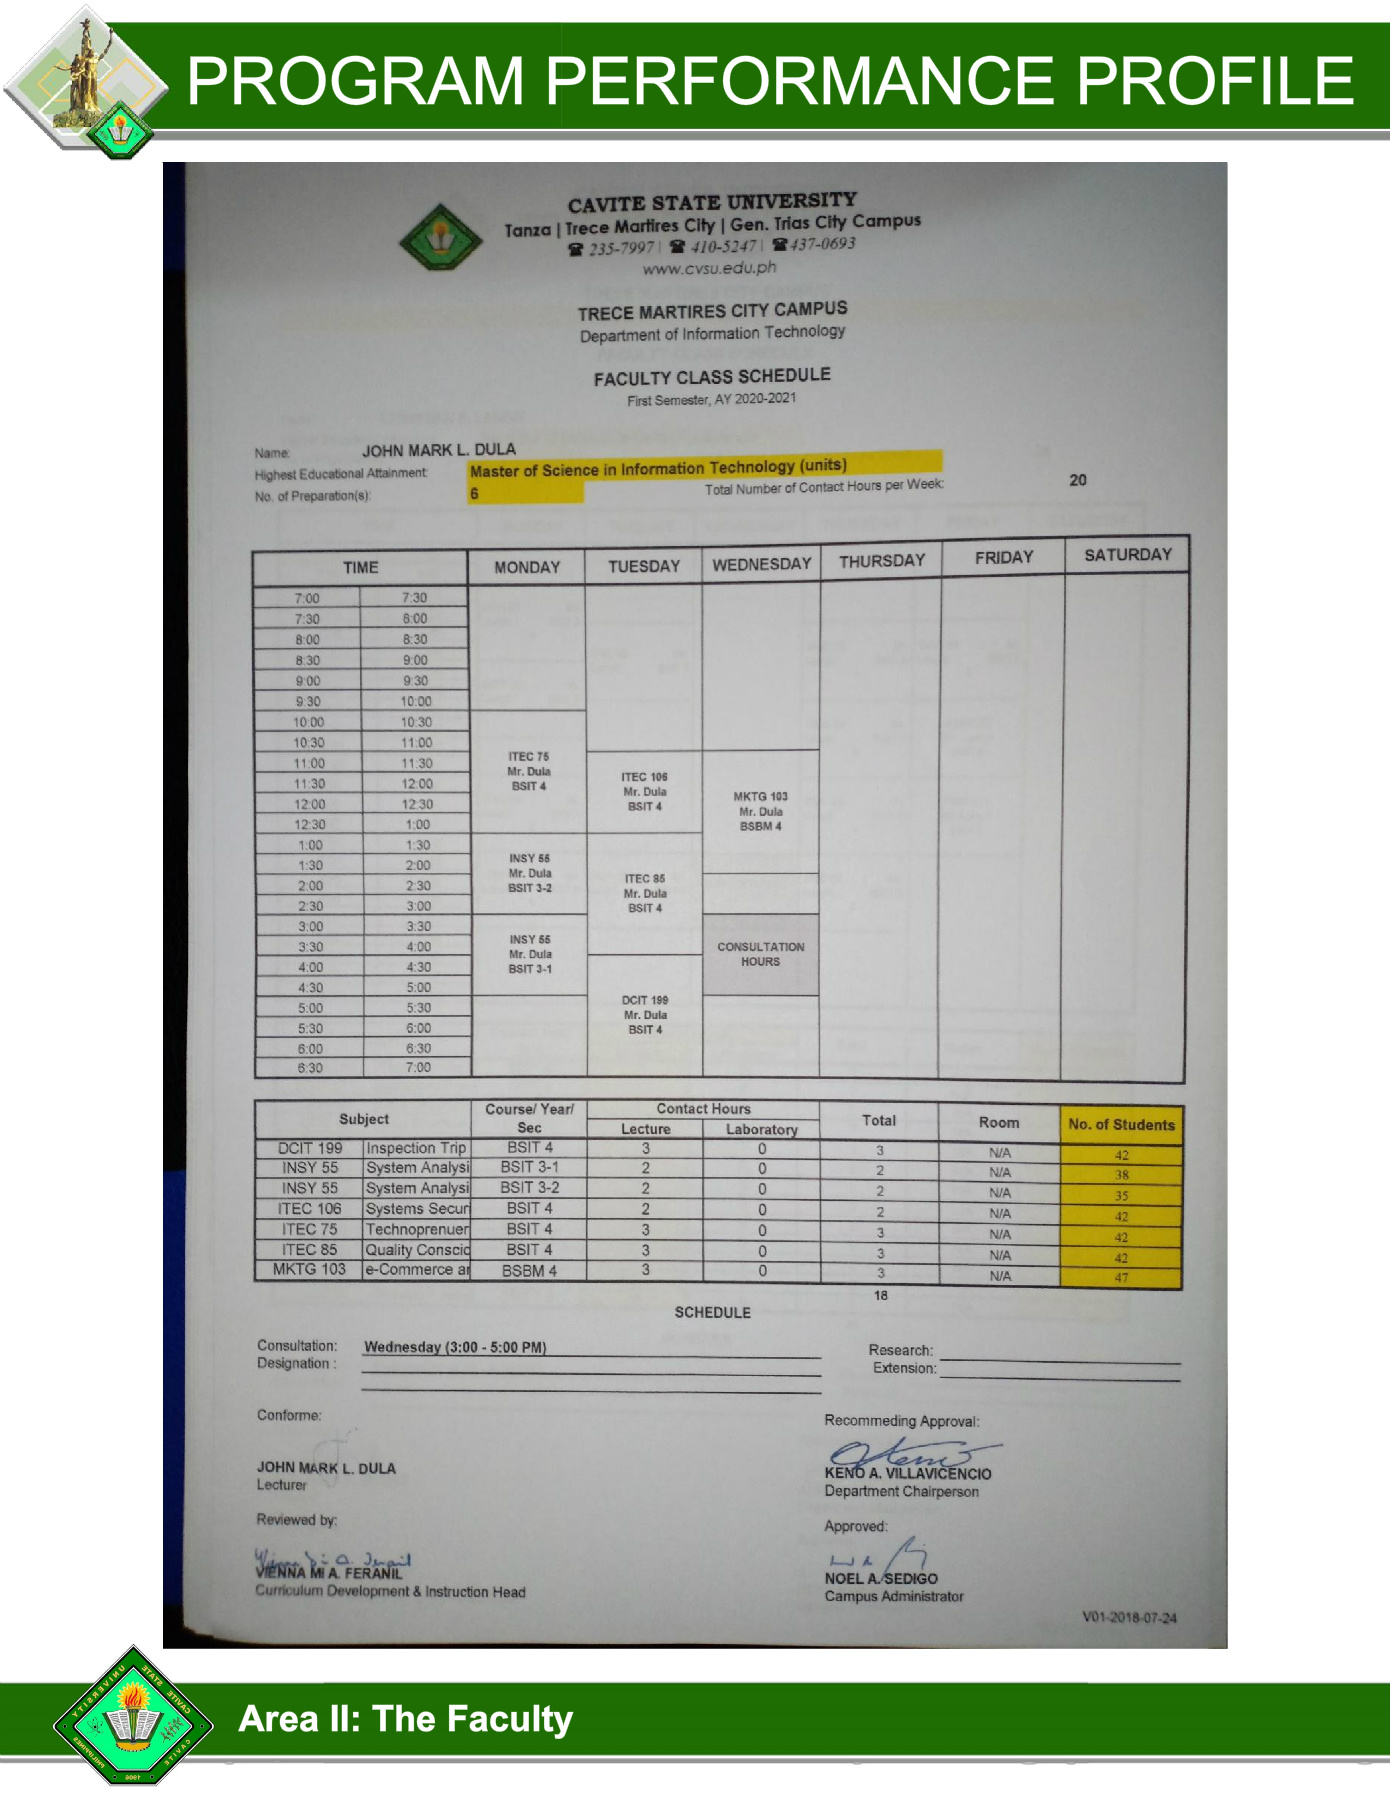 PROGRAM PERFORMANCE PROFILE
CAVITE STATE UNIVERSITY
Tanza | Trece Martires City | Gen. Trias City Campus
☎ 235-7997 | ☎ 410-5247 | ☎ 437-0693
www.cvsu.edu.ph
TRECE MARTIRES CITY CAMPUS
Department of Information Technology
FACULTY CLASS SCHEDULE
First Semester, AY 2020-2021
Name: JOHN MARK L. DULA
Highest Educational Attainment: Master of Science in Information Technology (units)
No. of Preparation(s): 6 Total Number of Contact Hours per Week: 20
TIME MONDAY TUESDAY WEDNESDAY THURSDAY FRIDAY SATURDAY
7:00 7:30
7:30 8:00
8:00 8:30
8:30 9:00
9:00 9:30
9:30 10:00
10:00 10:30
10:30 11:00
11:00 11:30
11:30 12:00
12:00 12:30
12:30 1:00
1:00 1:30
1:30 2:00
2:00 2:30
2:30 3:00
3:00 3:30
3:30 4:00
4:00 4:30
4:30 5:00
5:00 5:30
5:30 6:00
6:00 6:30
6:30 7:00
ITEC 75
Mr. Dula
BSIT 4
INSY 55
Mr. Dula
BSIT 3-2
INSY 55
Mr. Dula
BSIT 3-1
ITEC 106
Mr. Dula
BSIT 4
ITEC 85
Mr. Dula
BSIT 4
DCIT 199
Mr. Dula
BSIT 4
MKTG 103
Mr. Dula
BSBM 4
CONSULTATION
HOURS
Subject Course/ Year/ Sec Contact Hours Total Room No. of Students
Lecture Laboratory
DCIT 199 Inspection Trip BSIT 4 3 0 3 N/A 42
INSY 55 System Analysi BSIT 3-1 2 0 2 N/A 38
INSY 55 System Analysi BSIT 3-2 2 0 2 N/A 35
ITEC 106 Systems Secur BSIT 4 2 0 2 N/A 42
ITEC 75 Technoprenuer BSIT 4 3 0 3 N/A 42
ITEC 85 Quality Conscio BSIT 4 3 0 3 N/A 42
MKTG 103 e-Commerce an BSBM 4 3 0 3 N/A 47
18
SCHEDULE
Consultation: Wednesday (3:00 - 5:00 PM) Research:
Designation : Extension:
Conforme: Recommeding Approval:
JOHN MARK L. DULA KENO A. VILLAVICENCIO
Lecturer Department Chairperson
Reviewed by: Approved:
VIENNA MI A. FERANIL NOEL A. SEDIGO
Curriculum Development & Instruction Head Campus Administrator
V01-2018-07-24
Area II: The Faculty